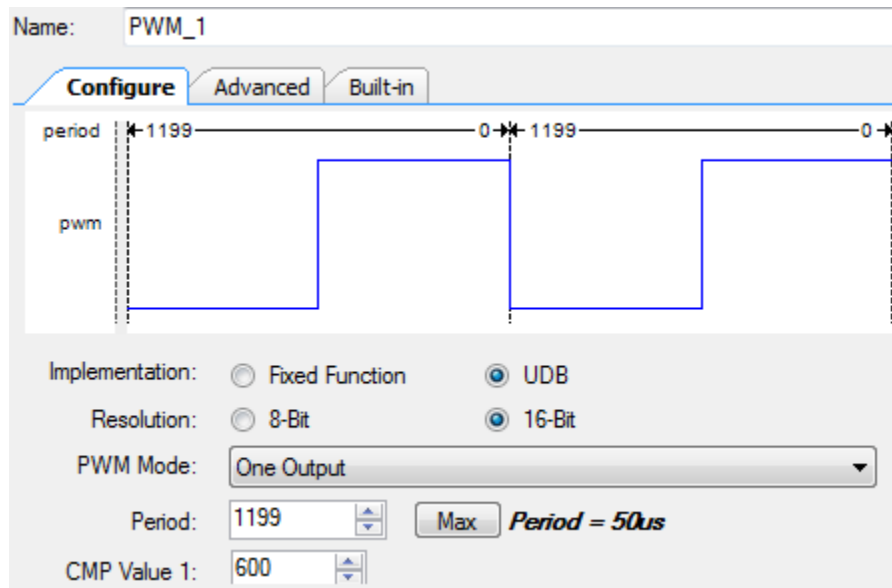 Name: PWM_1
Configure Advanced Built-in
period 1199 0 1199 0
pwm
Implementation: Fixed Function UDB
Resolution: 8-Bit 16-Bit
PWM Mode: One Output
Period: 1199 Max Period = 50us
CMP Value 1: 600